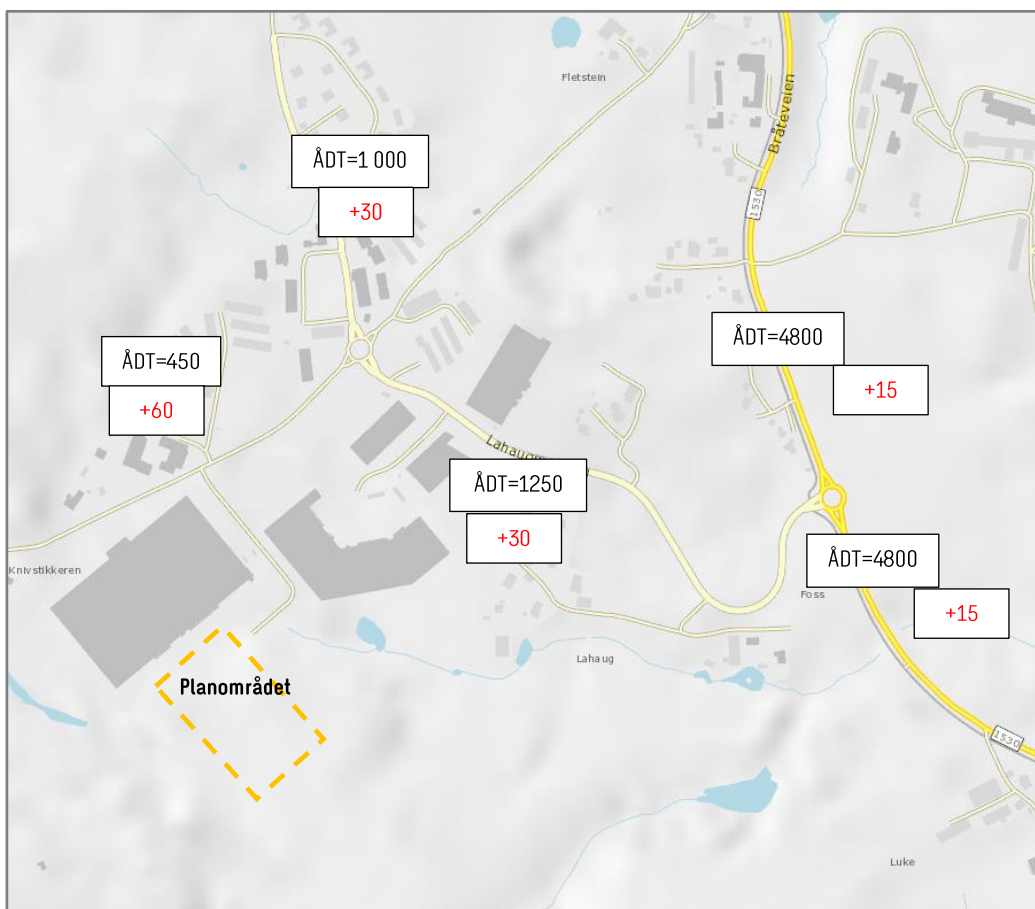 Fletstein
Bråteveien
ÅDT=1 000
+30
1530
ÅDT=4800
+15
ÅDT=450
+60
ÅDT=1250
+30
ÅDT=4800
+15
Knivstikkeren
Foss
Lahaug
Planområdet
1530
Luke